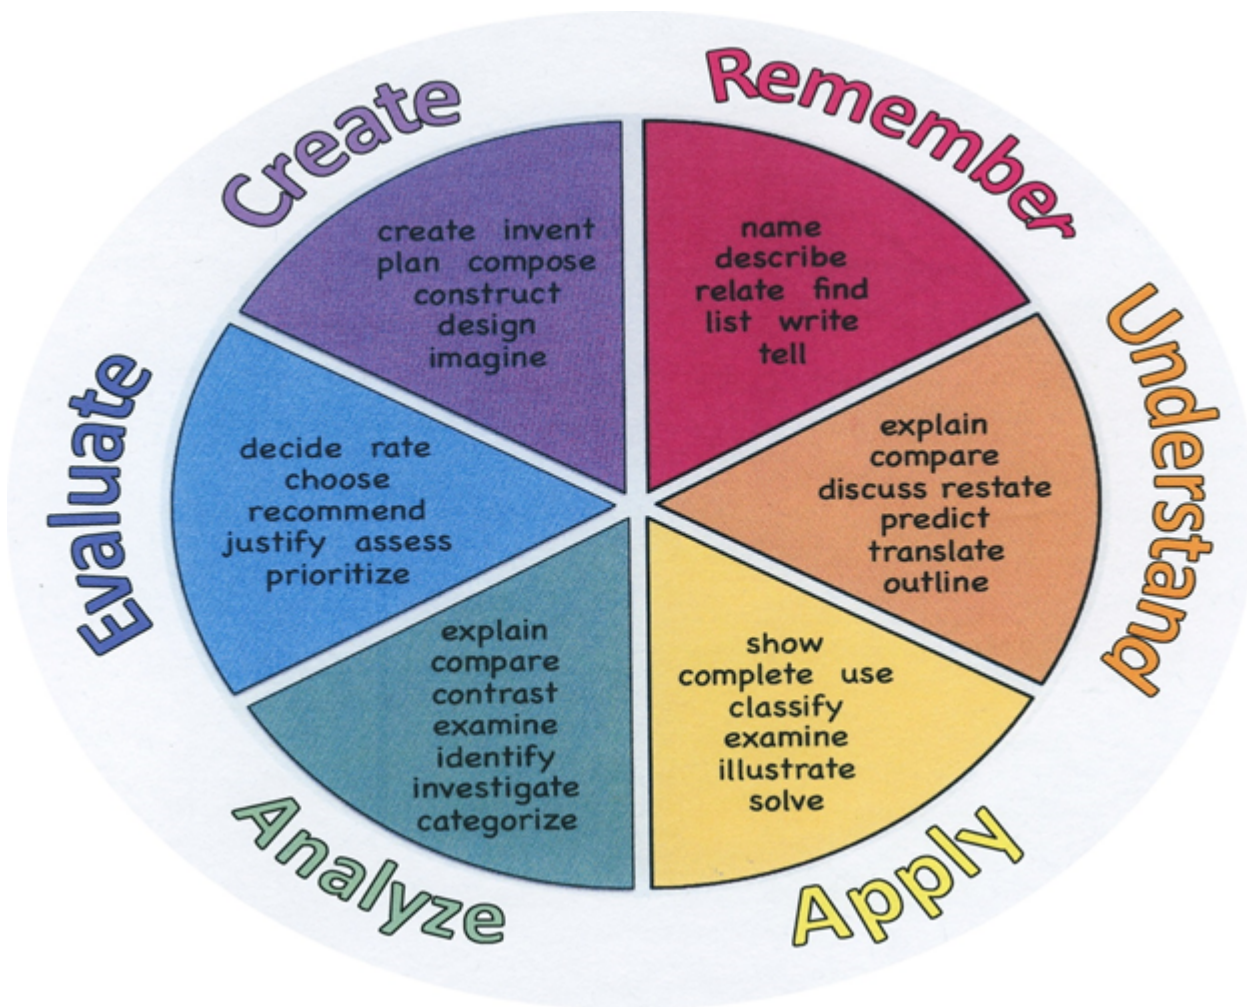 Remember
name
describe
relate find
list write
tell
Understand
explain
compare
discuss restate
predict
translate
outline
Apply
show
complete use
classify
examine
illustrate
solve
Analyze
explain
compare
contrast
examine
identify
investigate
categorize
Evaluate
decide rate
choose
recommend
justify assess
prioritize
Create
create invent
plan compose
construct
design
imagine